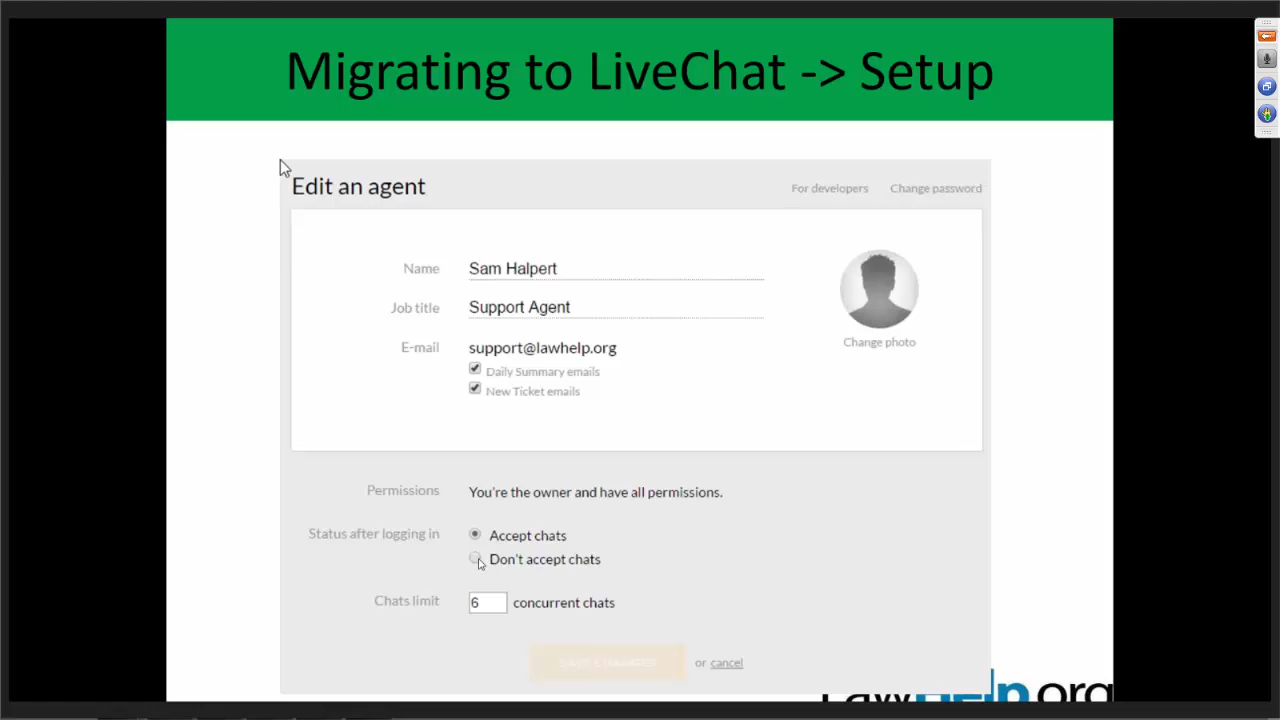 Migrating to LiveChat -> Setup
Edit an agent
For developers Change password
Name Sam Halpert
Job title Support Agent
Change photo
E-mail support@lawhelp.org
Daily Summary emails
New Ticket emails
Permissions You're the owner and have all permissions.
Status after logging in Accept chats
Don't accept chats
Chats limit 6 concurrent chats
or cancel
LawHelp.org